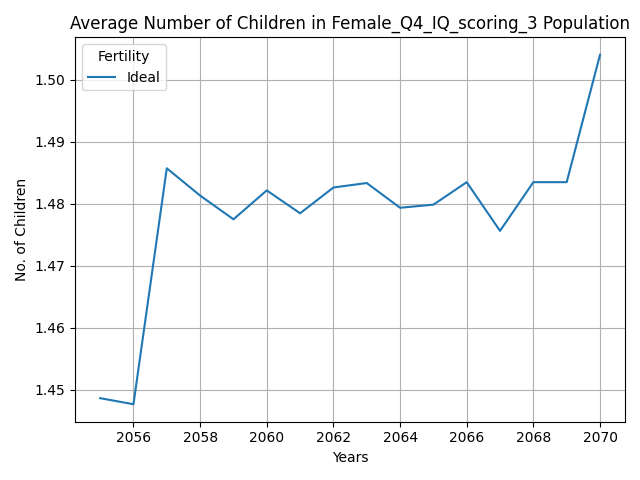 Average Number of Children in Female_Q4_IQ_scoring_3 Population
Fertility
Ideal
No. of Children
1.50
1.49
1.48
1.47
1.46
1.45
2056 2058 2060 2062 2064 2066 2068 2070
Years